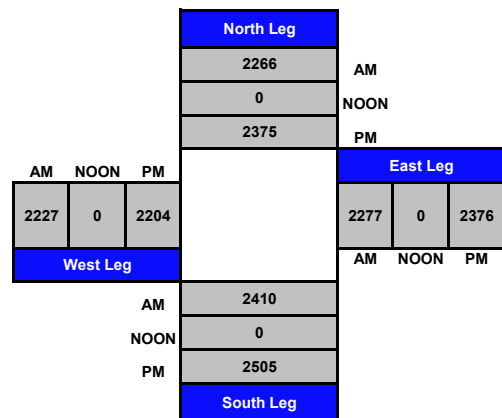 North Leg
2266 AM
0 NOON
2375 PM
AM NOON PM East Leg
2227 0 2204 2277 0 2376
West Leg AM NOON PM
AM 2410
NOON 0
PM 2505
South Leg